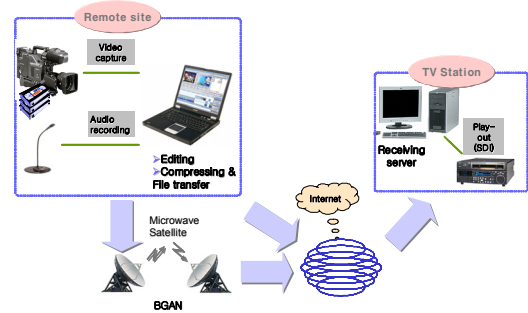 Remote site
Video
capture
Audio
recording
➢Editing
➢Compressing &
File transfer
TV Station
Receiving
server
Play-
out
(SDI)
Internet
Microwave
Satellite
BGAN